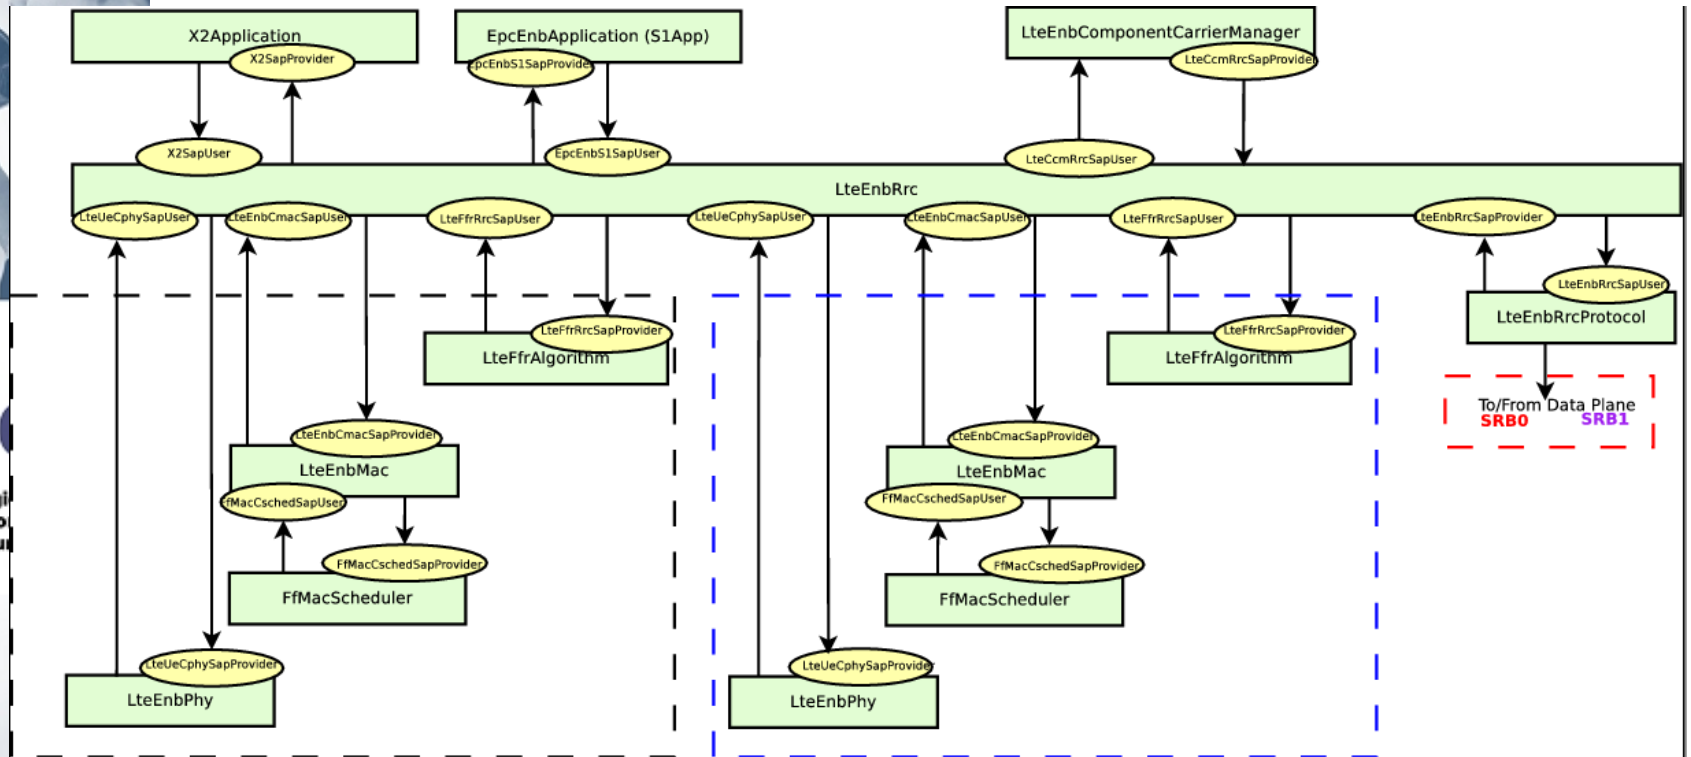 X2Application
EpcEnbApplication (S1App)
LteEnbComponentCarrierManager
X2SapProvider
EpcEnbS1SapProvider
LteCcmRrcSapProvider
X2SapUser
EpcEnbS1SapUser
LteCcmRrcSapUser
LteEnbRrc
LteUeCphySapUser
LteEnbCmacSapUser
LteFfrRrcSapUser
LteUeCphySapUser
LteEnbCmacSapUser
LteFfrRrcSapUser
LteEnbRrcSapProvider
LteEnbRrcSapUser
LteEnbRrcProtocol
LteFfrRrcSapProvider
LteFfrAlgorithm
LteFfrRrcSapProvider
LteFfrAlgorithm
To/From Data Plane
SRB0 SRB1
LteEnbCmacSapProvider
LteEnbMac
FfMacCschedSapUser
LteEnbCmacSapProvider
LteEnbMac
FfMacCschedSapUser
FfMacCschedSapProvider
FfMacScheduler
FfMacCschedSapProvider
FfMacScheduler
LteUeCphySapProvider
LteEnbPhy
LteUeCphySapProvider
LteEnbPhy